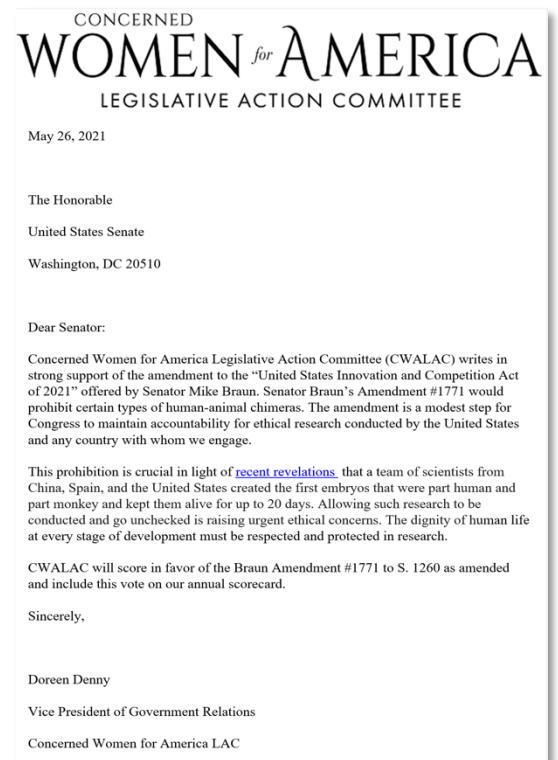 CONCERNED
WOMEN for AMERICA
LEGISLATIVE ACTION COMMITTEE
May 26, 2021
The Honorable
United States Senate
Washington, DC 20510
Dear Senator:
Concerned Women for America Legislative Action Committee (CWALAC) writes in
strong support of the amendment to the “United States Innovation and Competition Act
of 2021” offered by Senator Mike Braun. Senator Braun’s Amendment #1771 would
prohibit certain types of human-animal chimeras. The amendment is a modest step for
Congress to maintain accountability for ethical research conducted by the United States
and any country with whom we engage.
This prohibition is crucial in light of recent revelations that a team of scientists from
China, Spain, and the United States created the first embryos that were part human and
part monkey and kept them alive for up to 20 days. Allowing such research to be
conducted and go unchecked is raising urgent ethical concerns. The dignity of human life
at every stage of development must be respected and protected in research.
CWALAC will score in favor of the Braun Amendment #1771 to S. 1260 as amended
and include this vote on our annual scorecard.
Sincerely,
Doreen Denny
Vice President of Government Relations
Concerned Women for America LAC